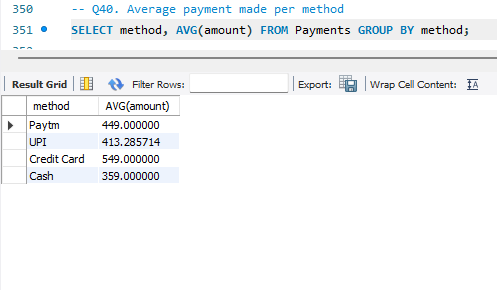 350 -- Q40. Average payment made per method
351 SELECT method, AVG(amount) FROM Payments GROUP BY method;
Result Grid Filter Rows: Export: Wrap Cell Content: IA
method AVG(amount)
Paytm 449.000000
UPI 413.285714
Credit Card 549.000000
Cash 359.000000